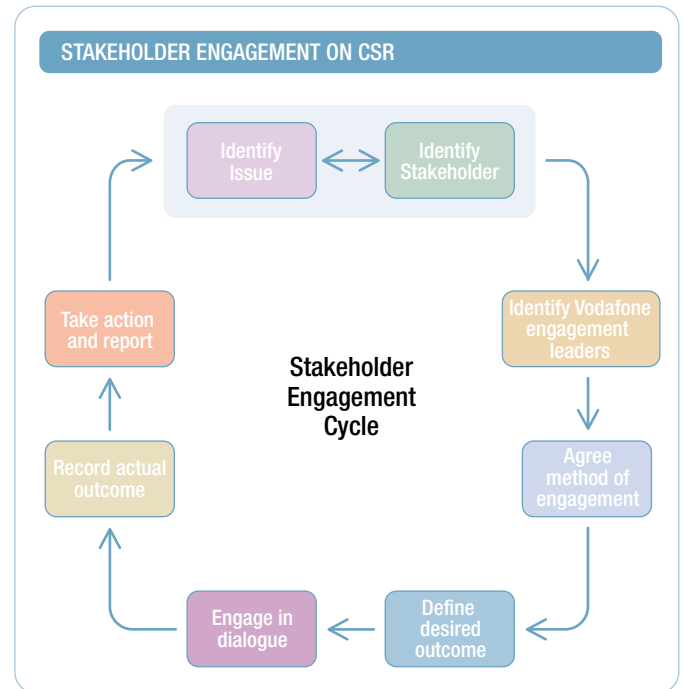 STAKEHOLDER ENGAGEMENT ON CSR
Identify
Issue
Identify
Stakeholder
Identify Vodafone
engagement
leaders
Agree
method of
engagement
Define
desired
outcome
Engage in
dialogue
Record actual
outcome
Take action
and report
Stakeholder
Engagement
Cycle